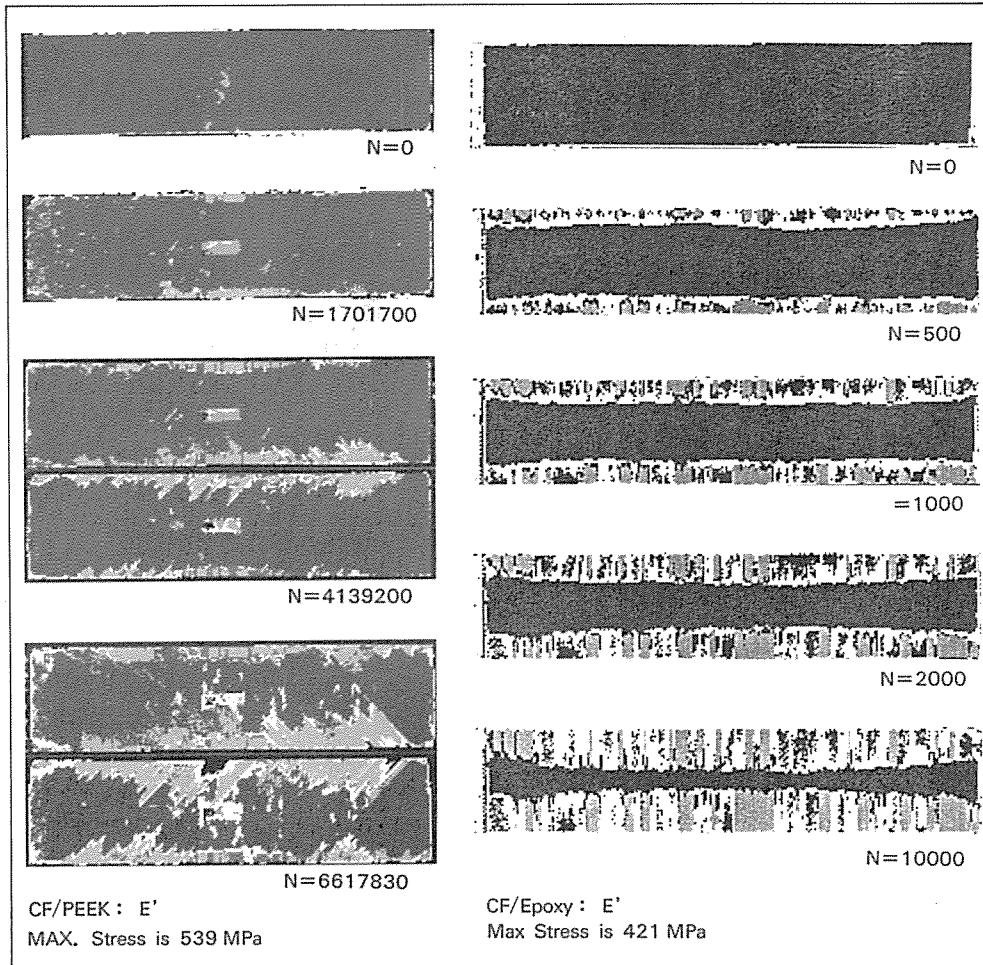 N=0
N=1701700
N=4139200
N=6617830
CF/PEEK : E'
MAX. Stress is 539 MPa
N=0
N=500
=1000
N=2000
N=10000
CF/Epoxy : E'
Max Stress is 421 MPa